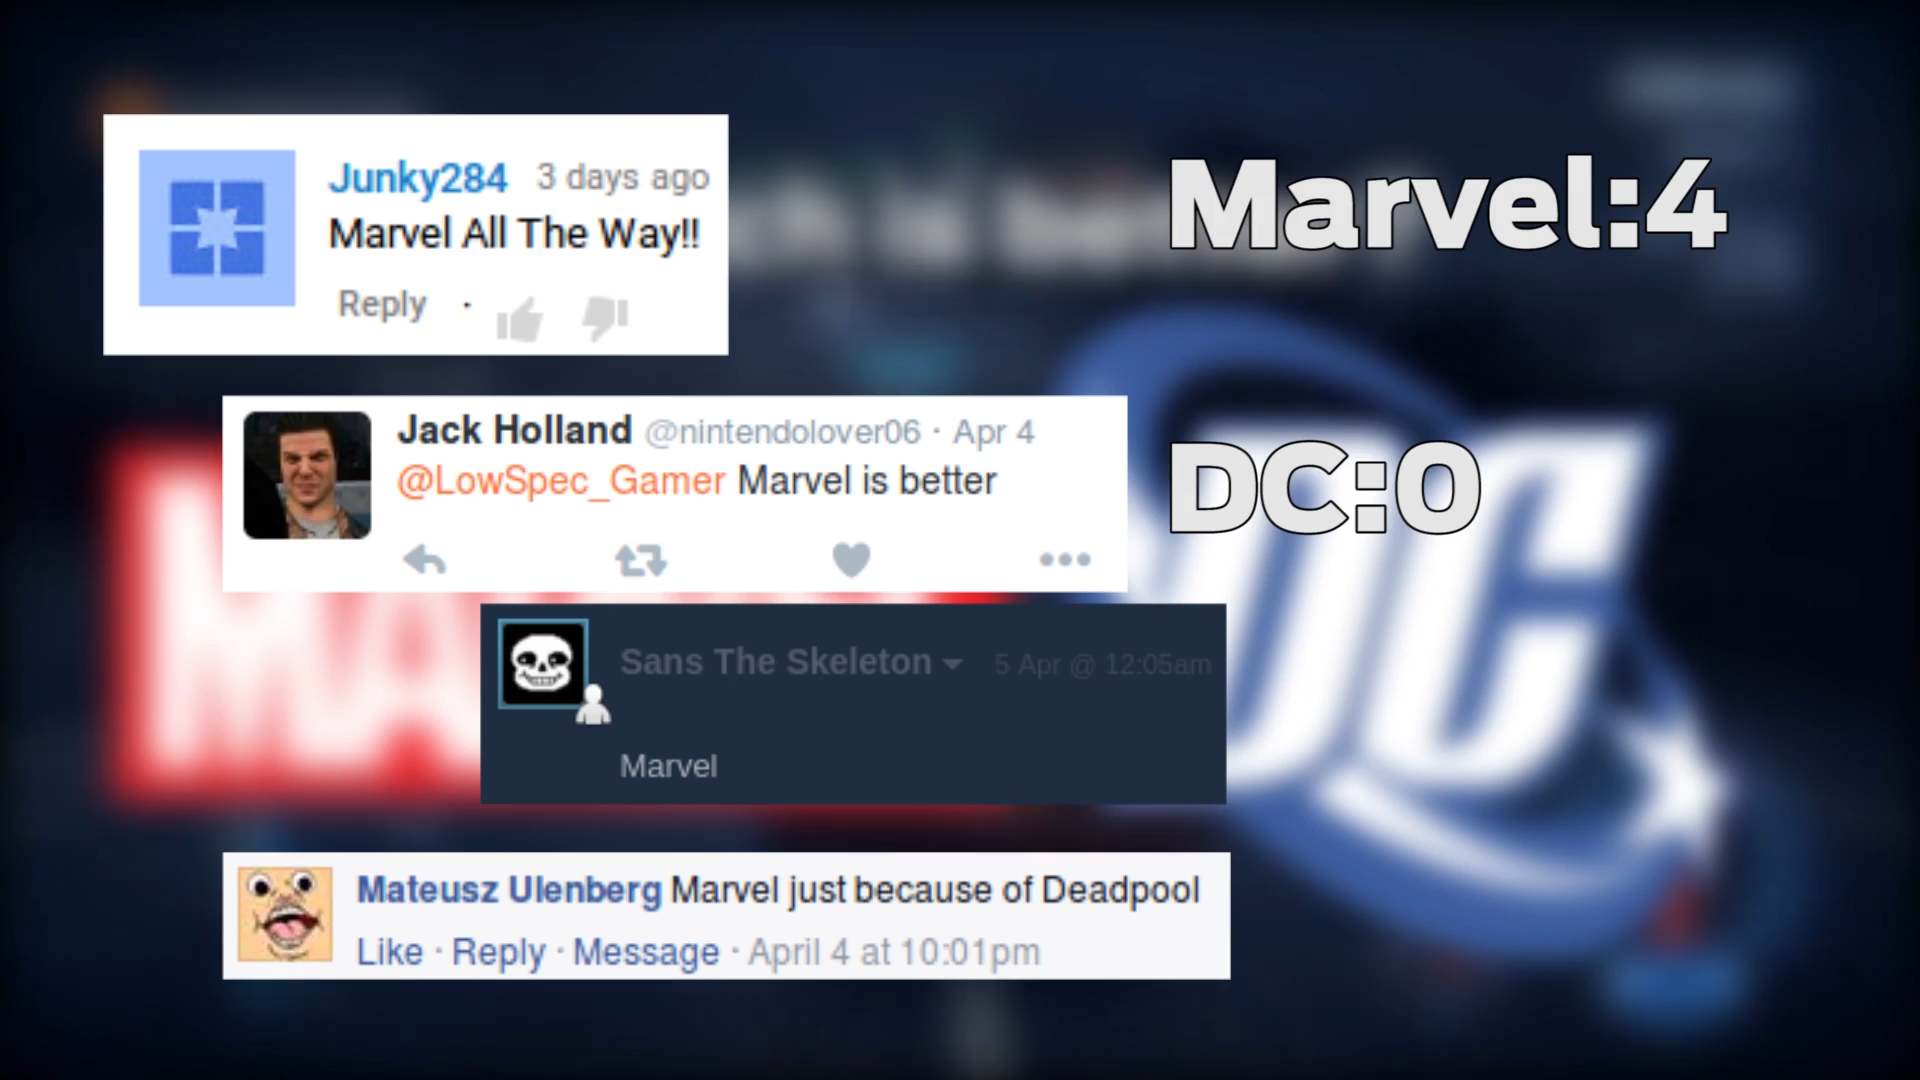 Junky284 3 days ago
Marvel All The Way!!
Reply ·
Marvel:4
Jack Holland @nintendolover06 · Apr 4
@LowSpec_Gamer Marvel is better
DC:0
Sans The Skeleton 5 Apr @ 12:05am
Marvel
Mateusz Ulenberg Marvel just because of Deadpool
Like · Reply · Message · April 4 at 10:01pm
DC